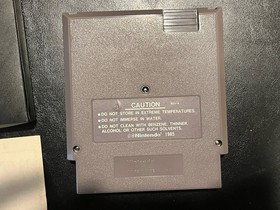 CAUTION
●DO NOT STORE IN EXTREME TEMPERATURES.
●DO NOT IMMERSE IN WATER.
●DO NOT CLEAN WITH BENZENE, THINNER,
ALCOHOL OR OTHER SUCH SOLVENTS.
©Nintendo® 1985